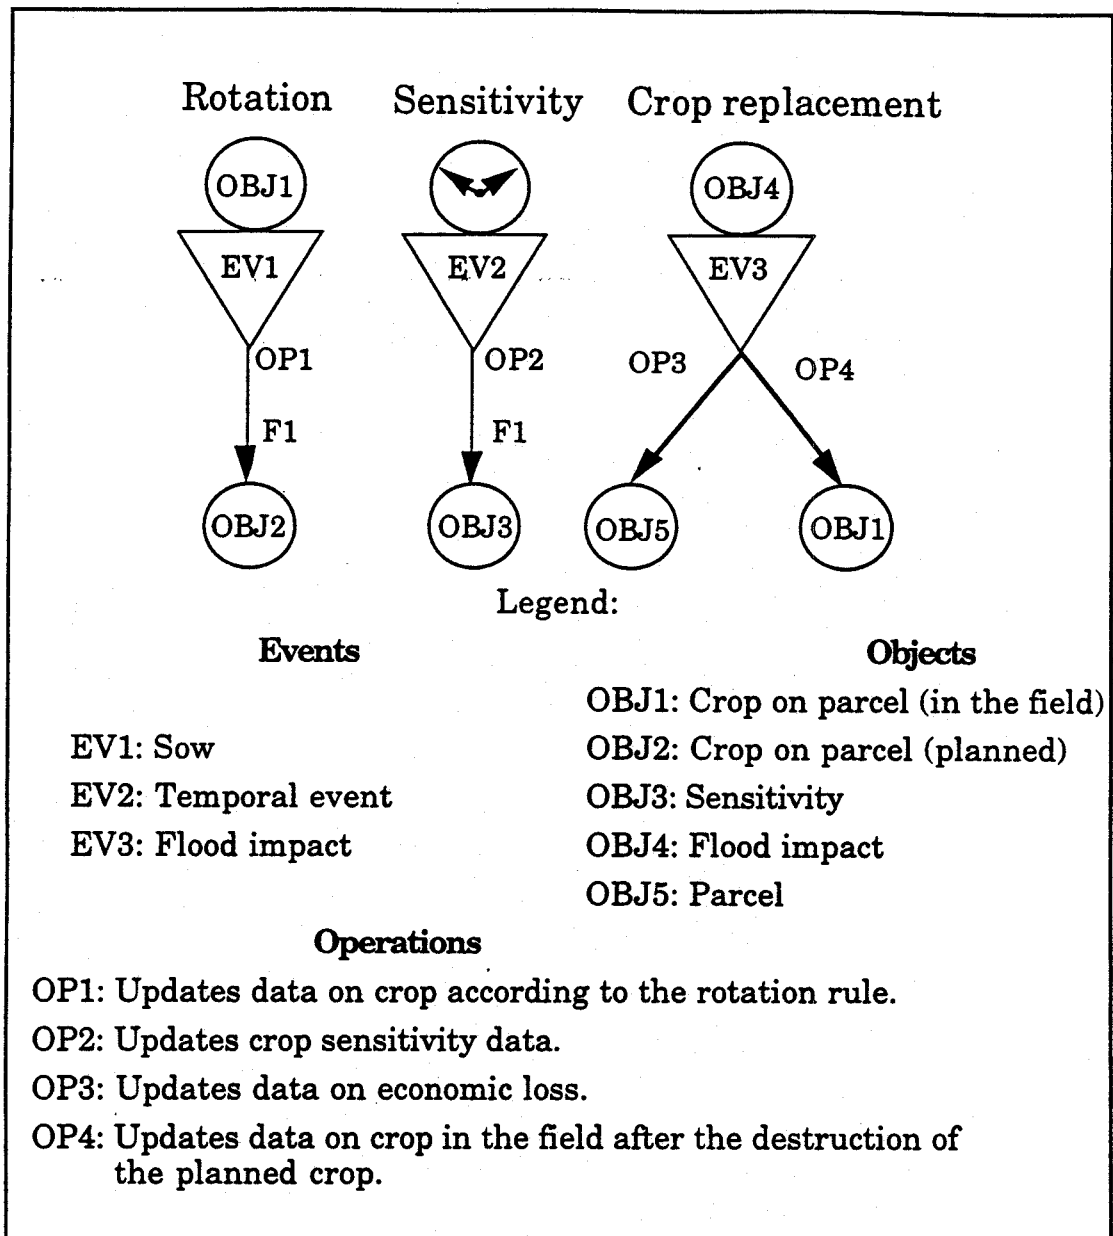 Rotation Sensitivity Crop replacement
OBJ1 OBJ4
EV1 EV2 EV3
OP1 OP2 OP3 OP4
F1 F1
OBJ2 OBJ3 OBJ5 OBJ1
Legend:
Events Objects
OBJ1: Crop on parcel (in the field)
EV1: Sow OBJ2: Crop on parcel (planned)
EV2: Temporal event OBJ3: Sensitivity
EV3: Flood impact OBJ4: Flood impact
OBJ5: Parcel
Operations
OP1: Updates data on crop according to the rotation rule.
OP2: Updates crop sensitivity data.
OP3: Updates data on economic loss.
OP4: Updates data on crop in the field after the destruction of
the planned crop.